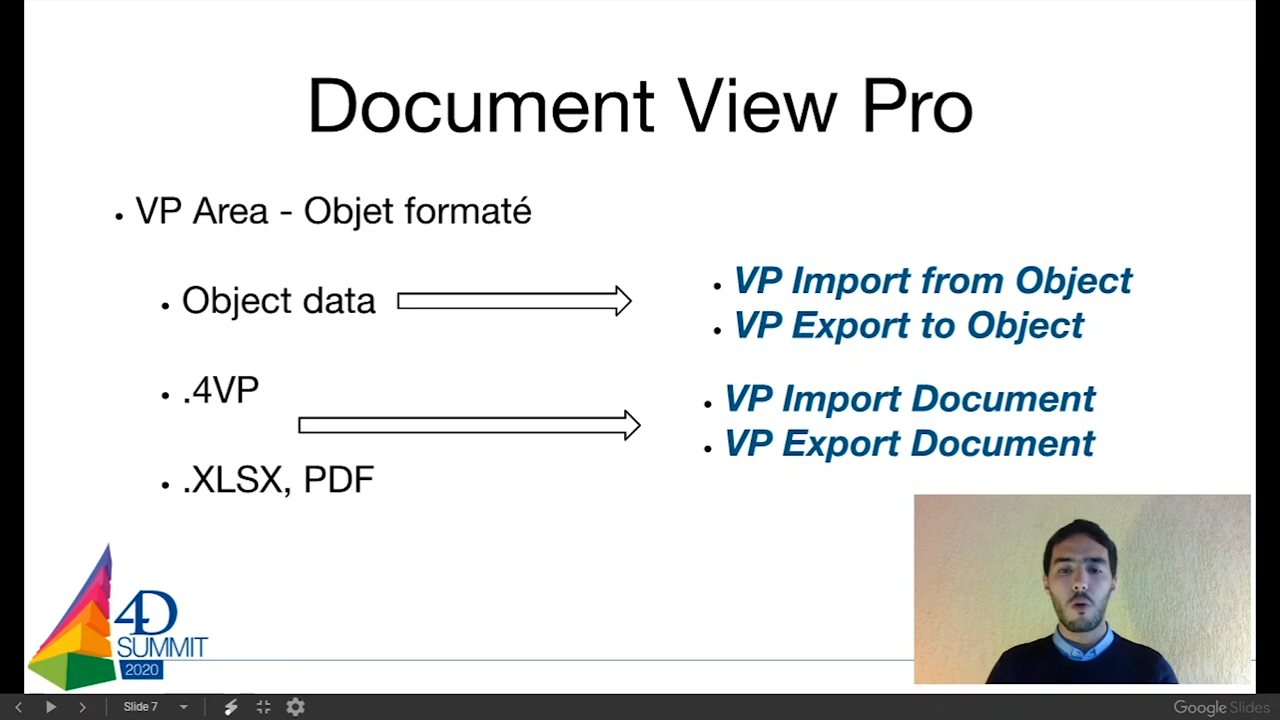 Document View Pro
• VP Area - Objet formaté
• Object data
• VP Import from Object
• VP Export to Object
• .4VP
• VP Import Document
• VP Export Document
• .XLSX, PDF
4D
SUMMIT
2020
Slide 7
Google Slides